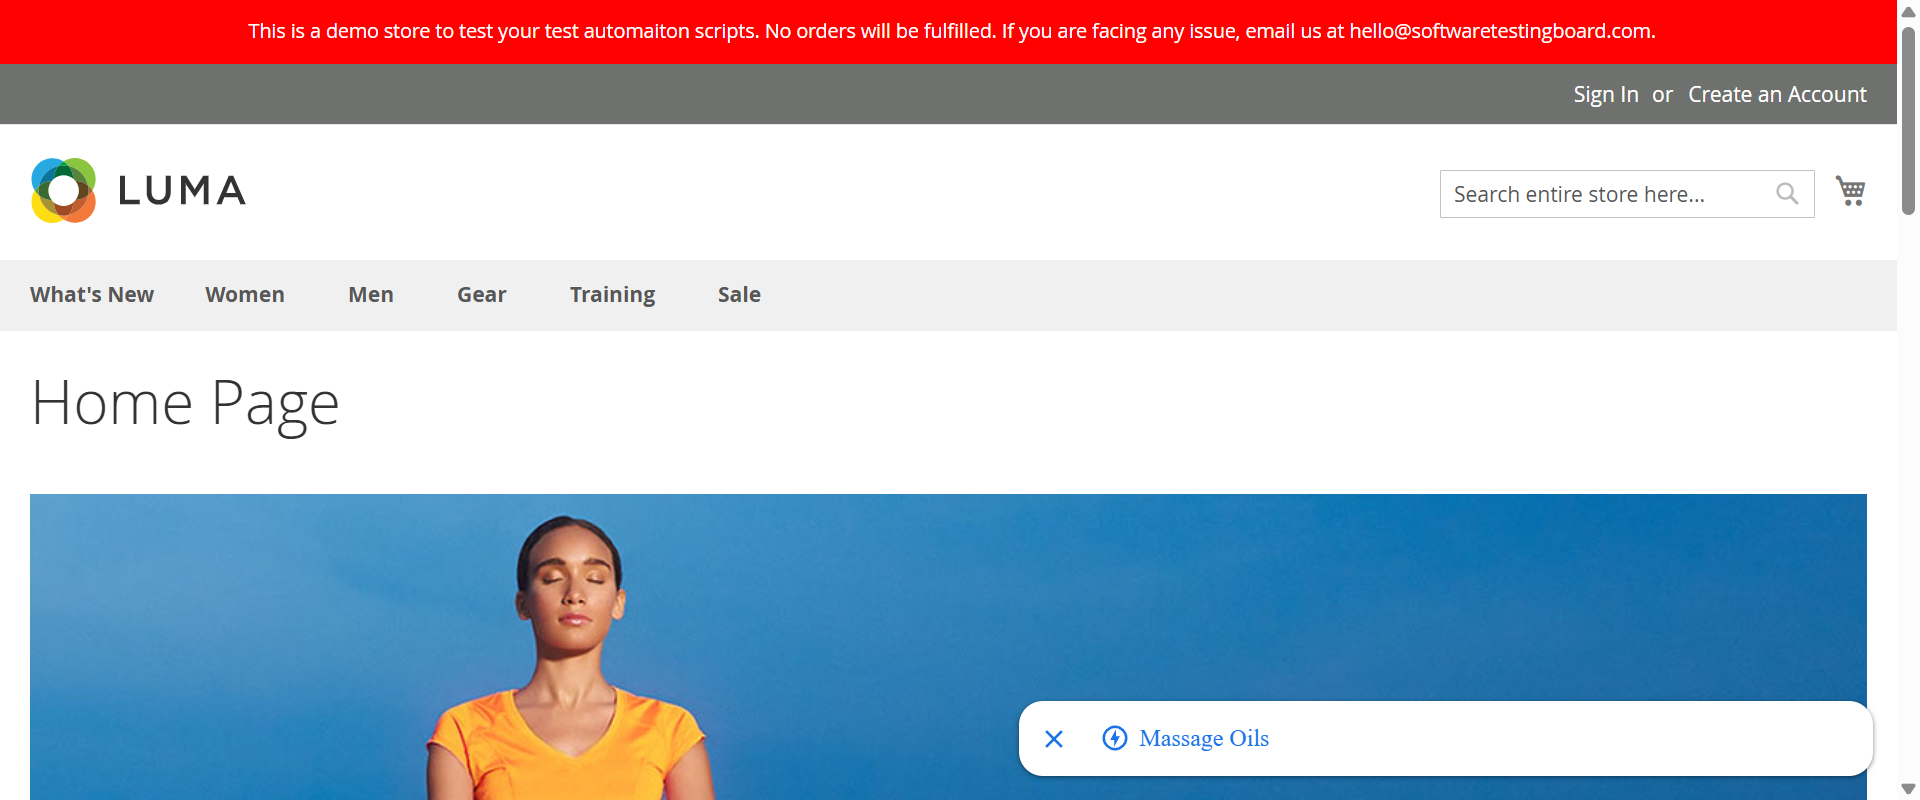 This is a demo store to test your test automaiton scripts. No orders will be fulfilled. If you are facing any issue, email us at hello@softwaretestingboard.com.
Sign In or Create an Account
LUMA
Search entire store here...
What's New Women Men Gear Training Sale
Home Page
Massage Oils